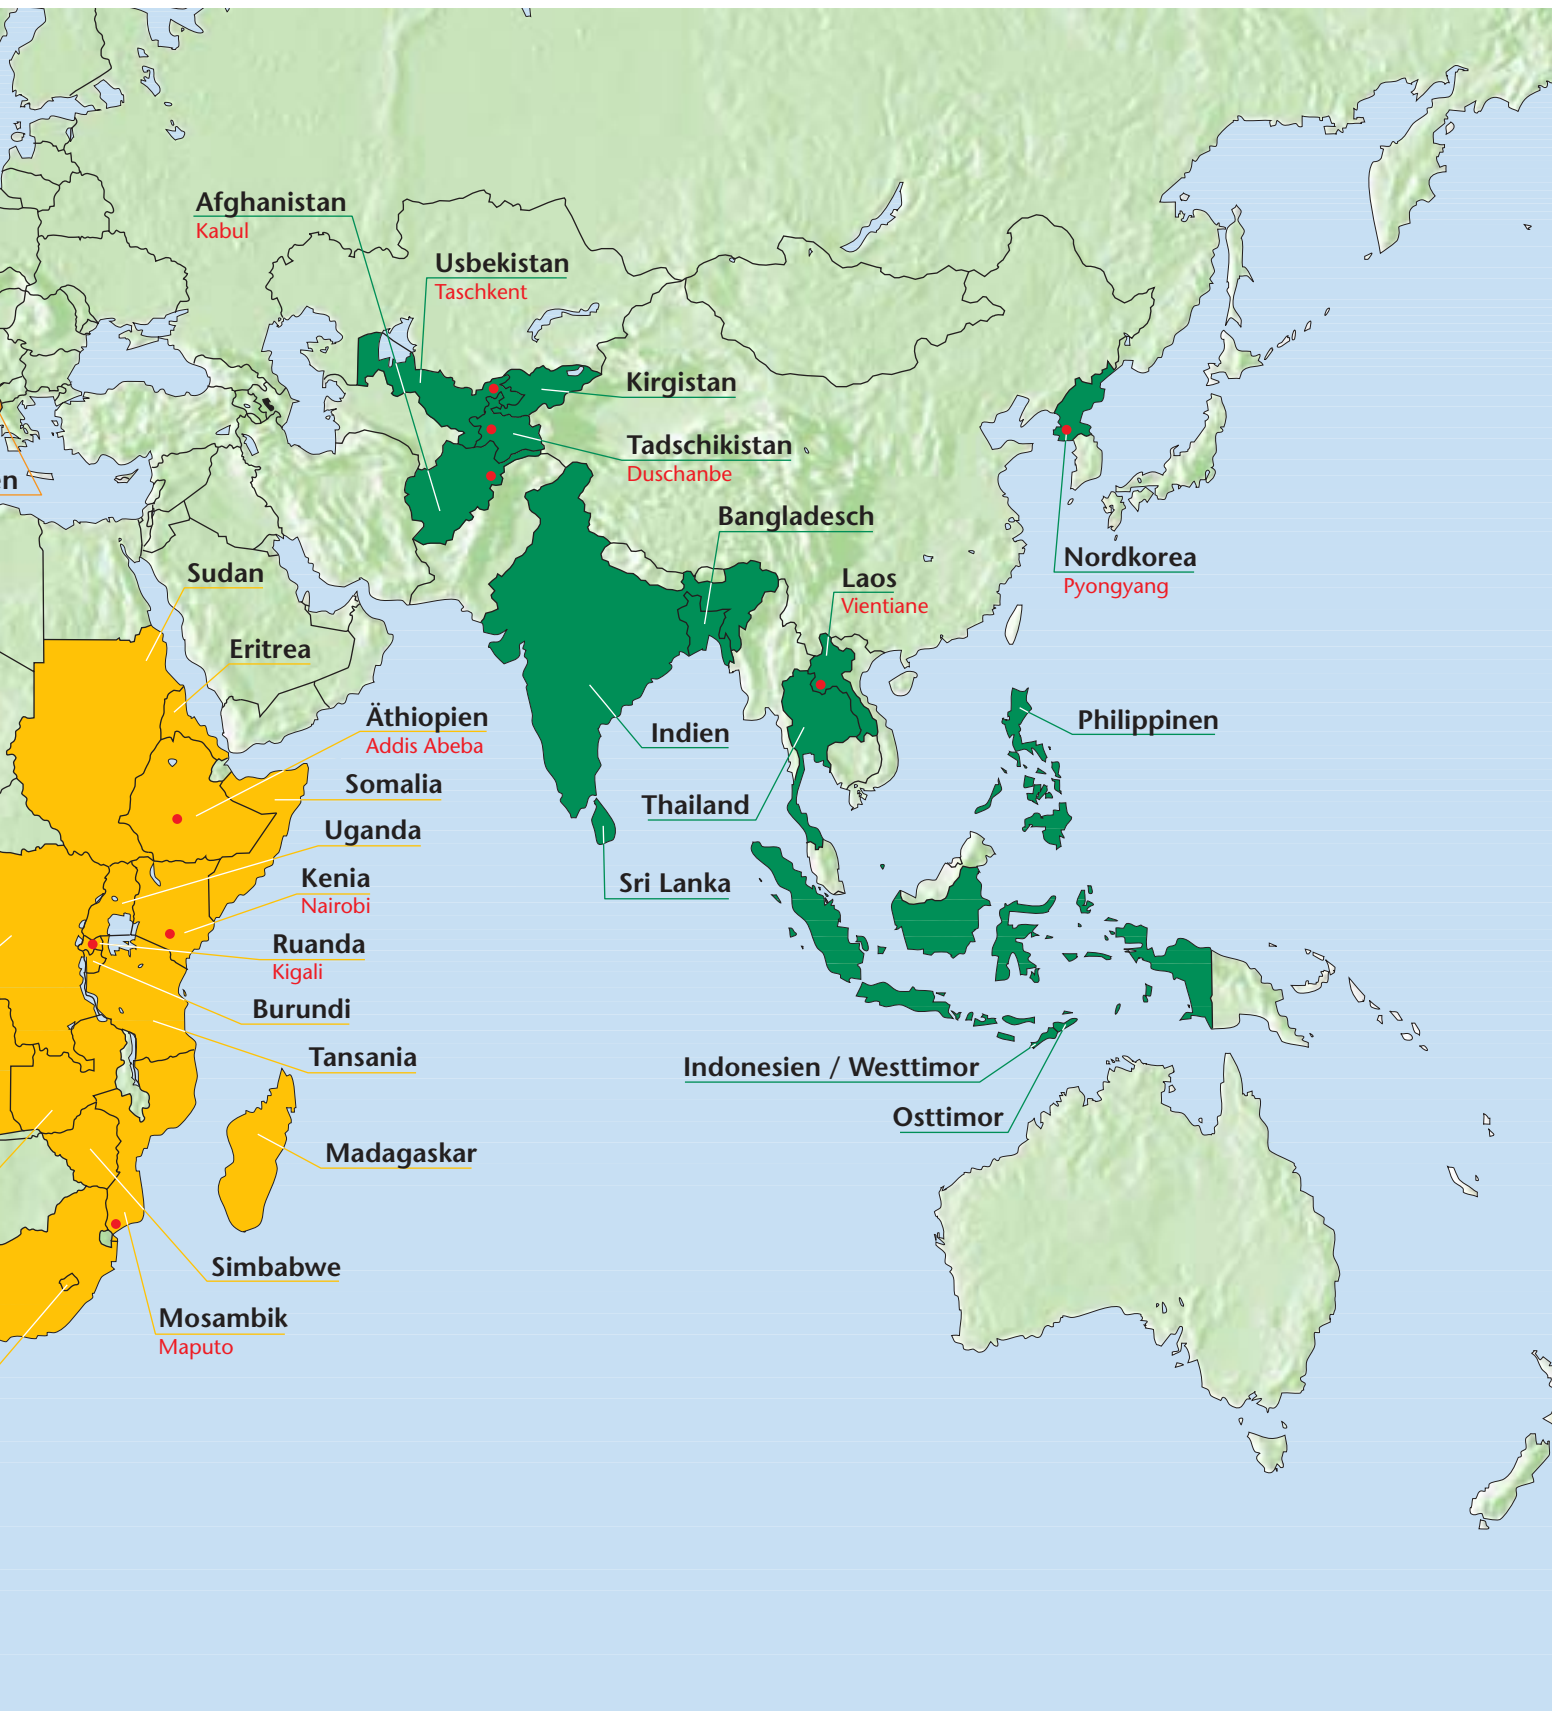 Afghanistan
Kabul
Usbekistan
Taschkent
Kirgistan
Tadschikistan
Duschanbe
en
Bangladesch
Nordkorea
Pyongyang
Laos
Vientiane
Sudan
Eritrea
Äthiopien
Addis Abeba
Indien
Philippinen
Somalia
Thailand
Uganda
Kenia
Nairobi
Sri Lanka
Ruanda
Kigali
Burundi
Tansania
Indonesien / Westtimor
Osttimor
Madagaskar
Simbabwe
Mosambik
Maputo